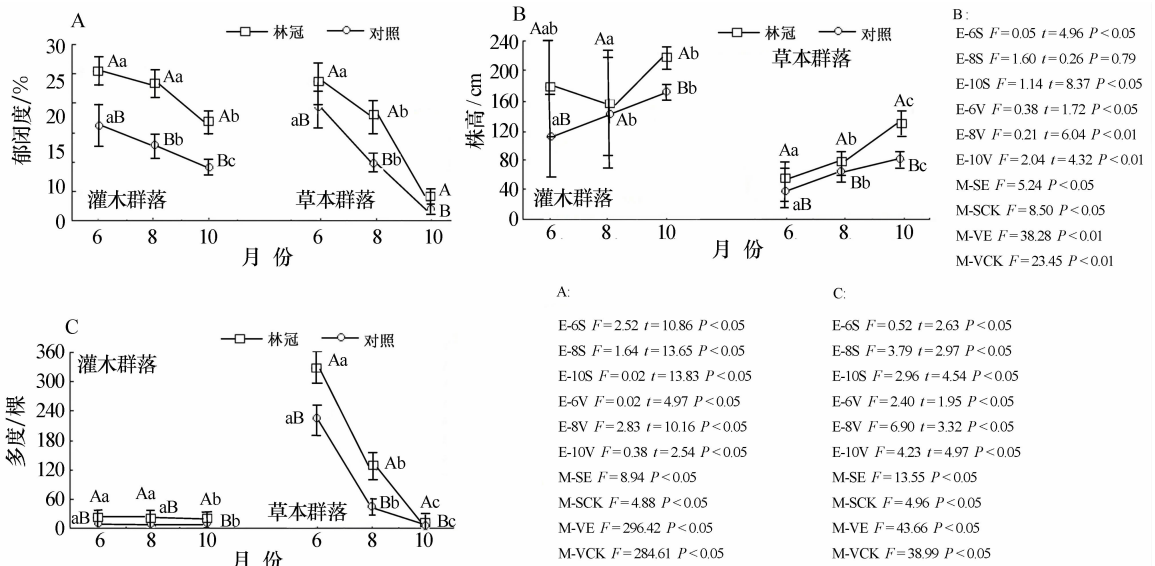 A
林冠
对照
郁闭度/%
30
25
20
15
10
0
Aa
Aa
Ab
aB
Bb
Bc
Aa
Ab
aB
Bb
A
B
灌木群落
草本群落
6
8
10
6
8
10
月 份
B
林冠
对照
草本群落
株高/cm
240
200
160
120
80
40
0
Aab
Aa
Ab
Bb
aB
Ab
Aa
Ab
Ac
aB
Bb
Bc
灌木群落
6
8
10
6
8
10
月 份
B:
E-6S F=0.05 t=4.96 P<0.05
E-8S F=1.60 t=0.26 P=0.79
E-10S F=1.14 t=8.37 P<0.05
E-6V F=0.38 t=1.72 P<0.05
E-8V F=0.21 t=6.04 P<0.01
E-10V F=2.04 t=4.32 P<0.01
M-SE F=5.24 P<0.05
M-SCK F=8.50 P<0.05
M-VE F=38.28 P<0.01
M-VCK F=23.45 P<0.01
C
林冠
对照
灌木群落
多度/棵
360
300
240
180
120
60
0
Aa
Aa
Ab
aB
aB
Bb
Aa
aB
Ab
Bb
Ac
Bc
草本群落
6
8
10
6
8
10
月 份
A:
E-6S F=2.52 t=10.86 P<0.05
E-8S F=1.64 t=13.65 P<0.05
E-10S F=0.02 t=13.83 P<0.05
E-6V F=0.02 t=4.97 P<0.05
E-8V F=2.83 t=10.16 P<0.05
E-10V F=0.38 t=2.54 P<0.05
M-SE F=8.94 P<0.05
M-SCK F=4.88 P<0.05
M-VE F=296.42 P<0.05
M-VCK F=284.61 P<0.05
C:
E-6S F=0.52 t=2.63 P<0.05
E-8S F=3.79 t=2.97 P<0.05
E-10S F=2.96 t=4.54 P<0.05
E-6V F=2.40 t=1.95 P<0.05
E-8V F=6.90 t=3.32 P<0.05
E-10V F=4.23 t=4.97 P<0.05
M-SE F=13.55 P<0.05
M-SCK F=4.96 P<0.05
M-VE F=43.66 P<0.05
M-VCK F=38.99 P<0.05